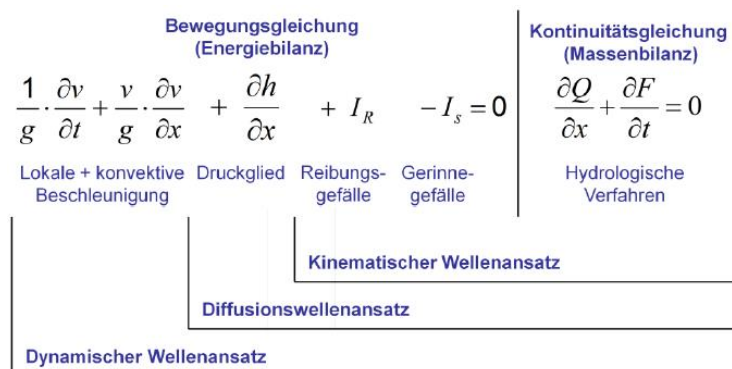 Bewegungsgleichung
(Energiebilanz)
1/g · ∂v/∂t + v/g · ∂v/∂x + ∂h/∂x + I_R − I_s = 0
Lokale + konvektive
Beschleunigung
Druckglied
Reibungs-
gefälle
Gerinne-
gefälle
Kontinuitätsgleichung
(Massenbilanz)
∂Q/∂x + ∂F/∂t = 0
Hydrologische
Verfahren
Kinematischer Wellenansatz
Diffusionswellenansatz
Dynamischer Wellenansatz